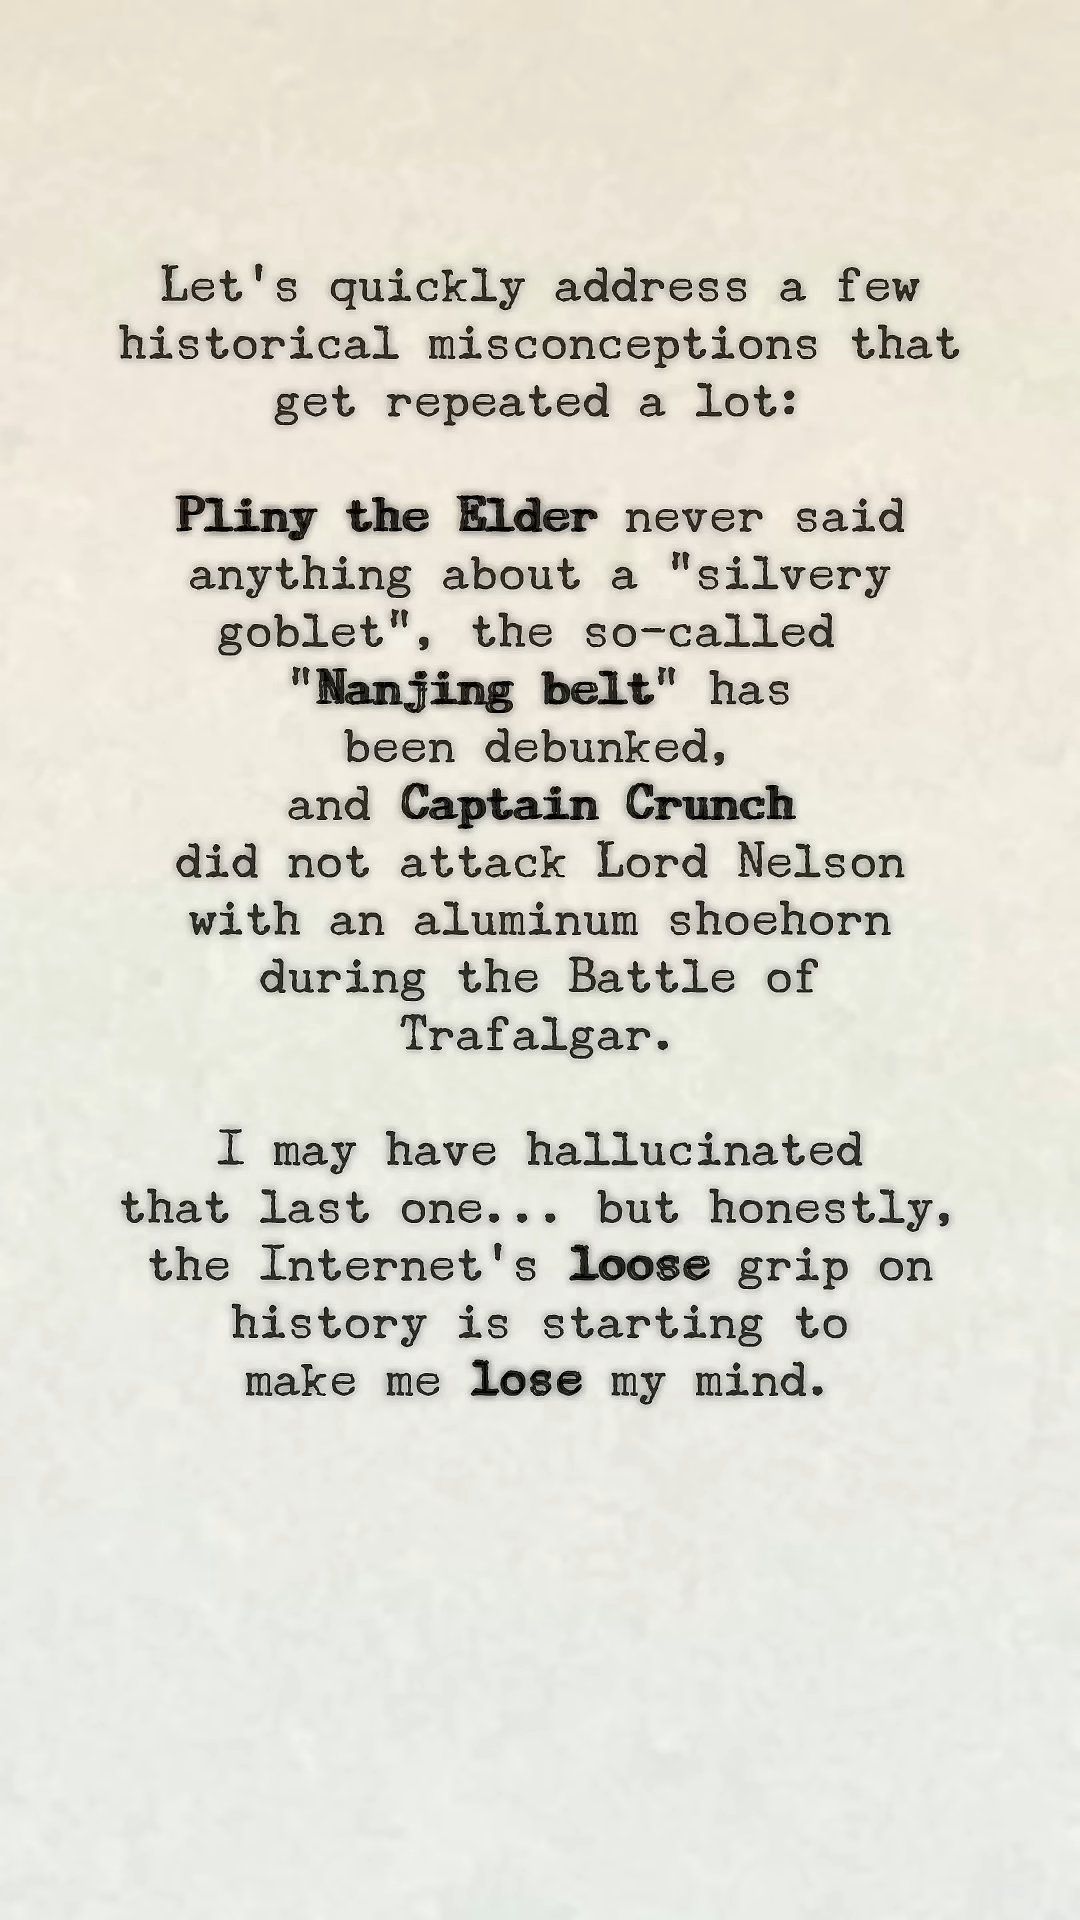 Let's quickly address a few
historical misconceptions that
get repeated a lot:
Pliny the Elder never said
anything about a "silvery
goblet", the so-called
"Nanjing belt" has
been debunked,
and Captain Crunch
did not attack Lord Nelson
with an aluminum shoehorn
during the Battle of
Trafalgar.
I may have hallucinated
that last one... but honestly,
the Internet's loose grip on
history is starting to
make me lose my mind.